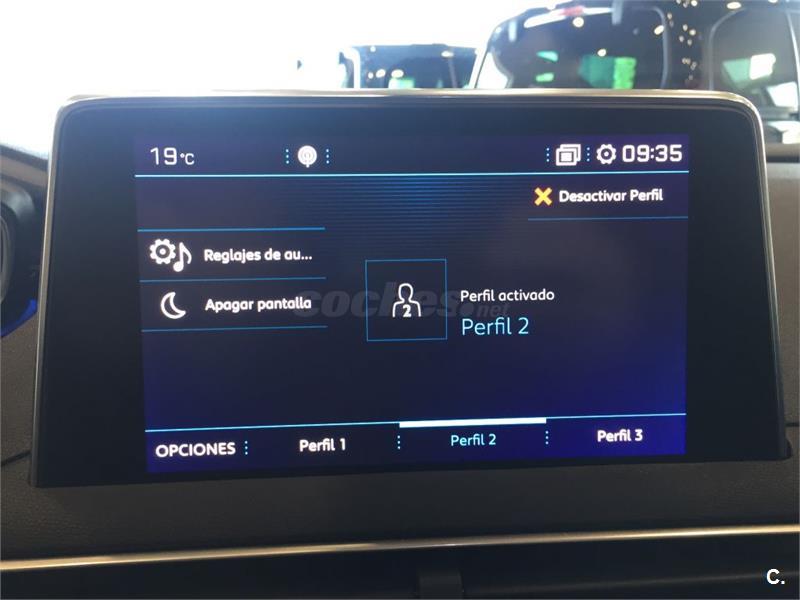 19°C
09:35
Desactivar Perfil
Reglajes de au...
Apagar pantalla
2
Perfil activado
Perfil 2
coches.net
OPCIONES
Perfil 1
Perfil 2
Perfil 3
C.